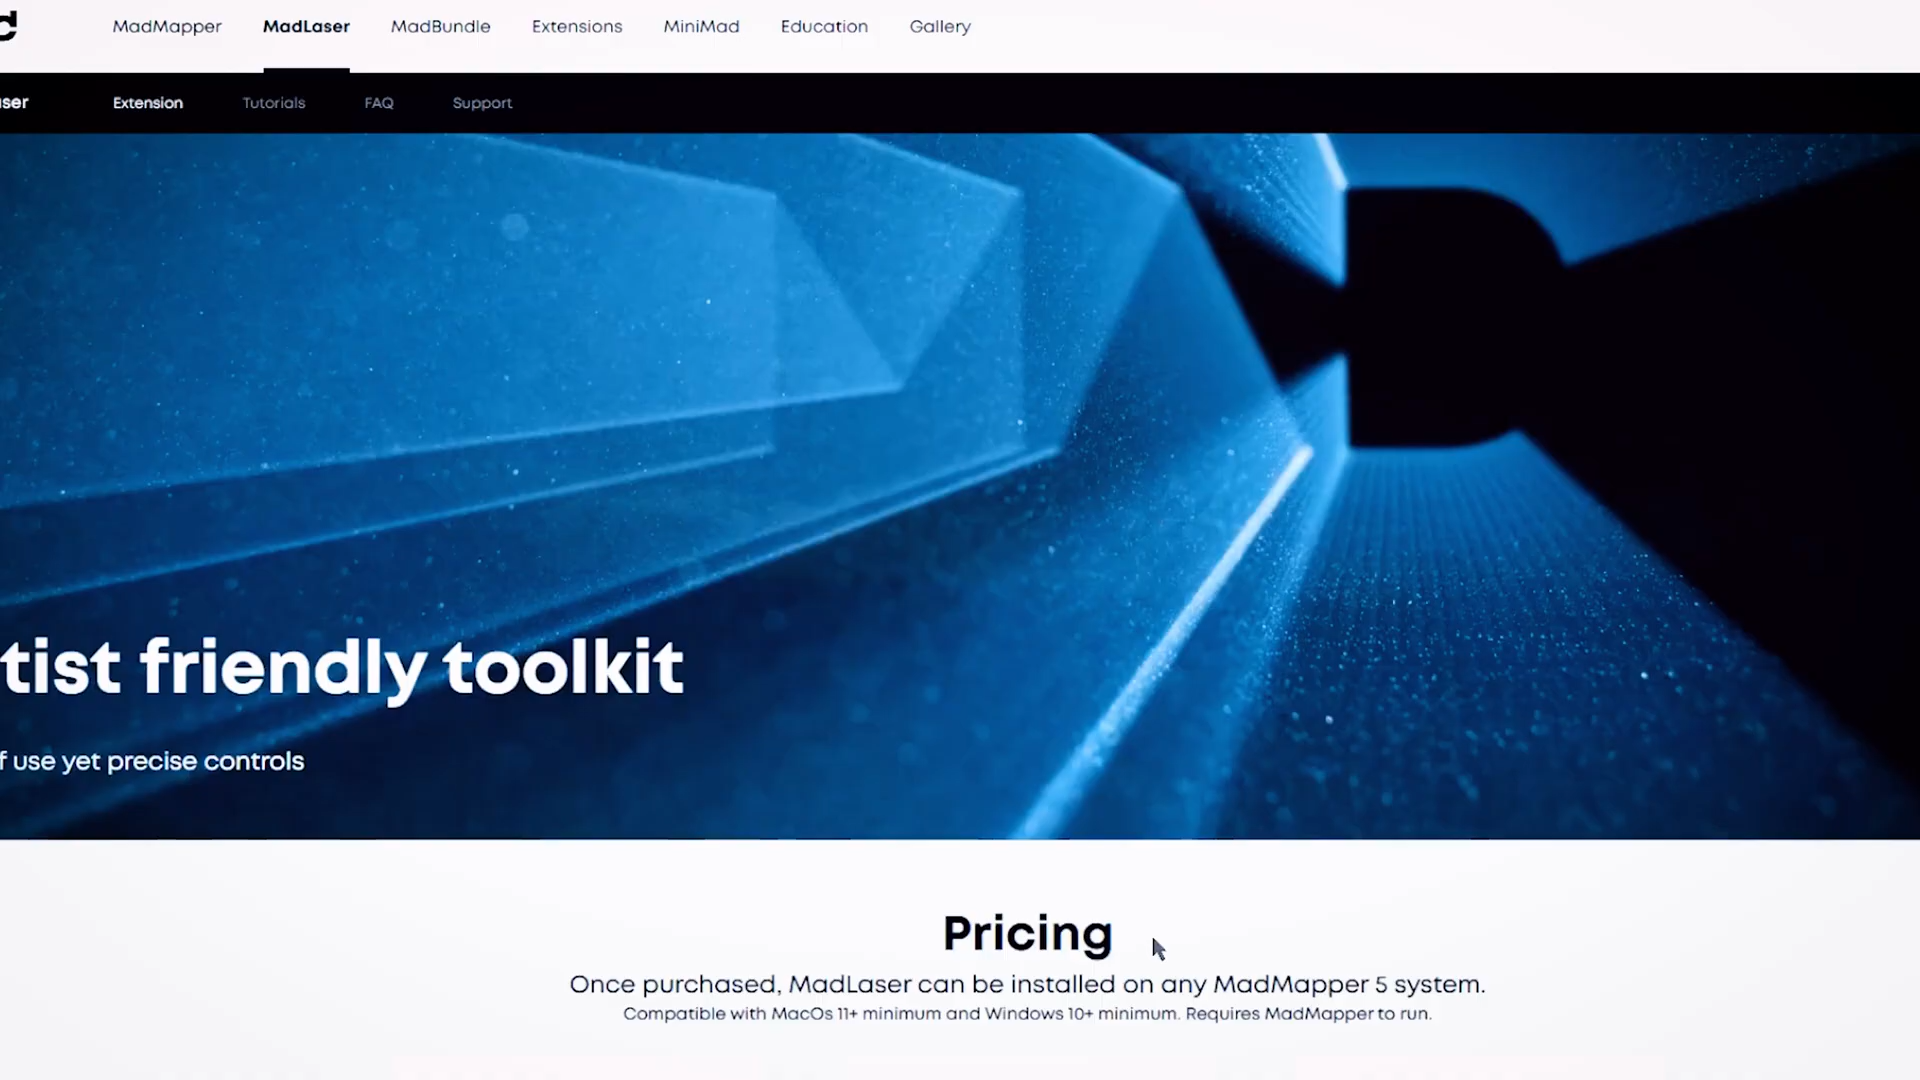 d
MadMapper MadLaser MadBundle Extensions MiniMad Education Gallery
ser Extension Tutorials FAQ Support
tist friendly toolkit
f use yet precise controls
Pricing
Once purchased, MadLaser can be installed on any MadMapper 5 system.
Compatible with MacOs 11+ minimum and Windows 10+ minimum. Requires MadMapper to run.